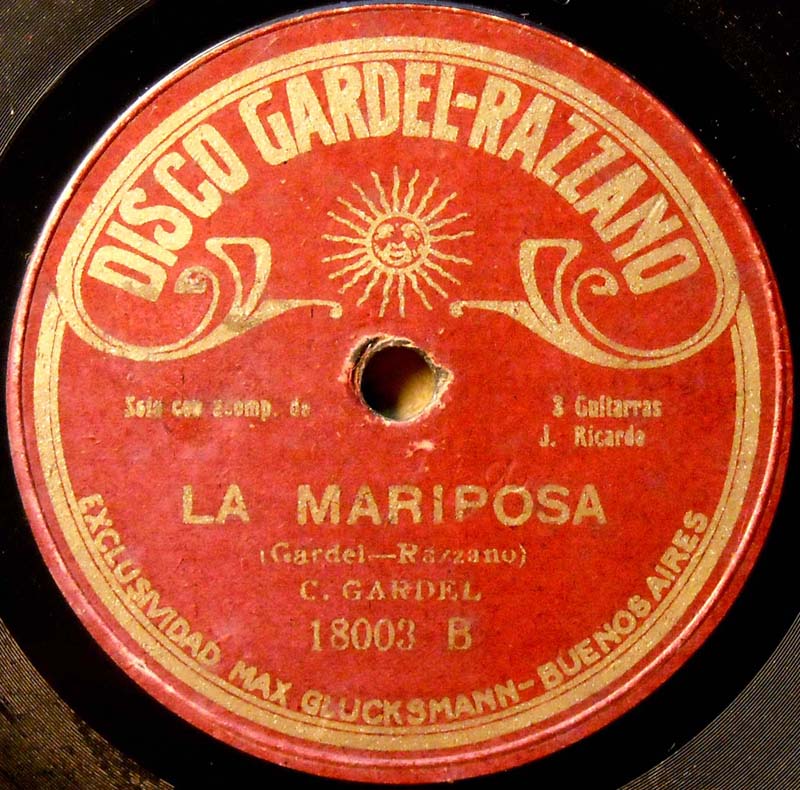 DISCO GARDEL-RAZZANO
Solo con acomp. de
3 Guitarras
J. Ricardo
LA MARIPOSA
(Gardel—Razzano)
C. GARDEL
18003 B
EXCLUSIVIDAD MAX GLUCKSMANN-BUENOS AIRES